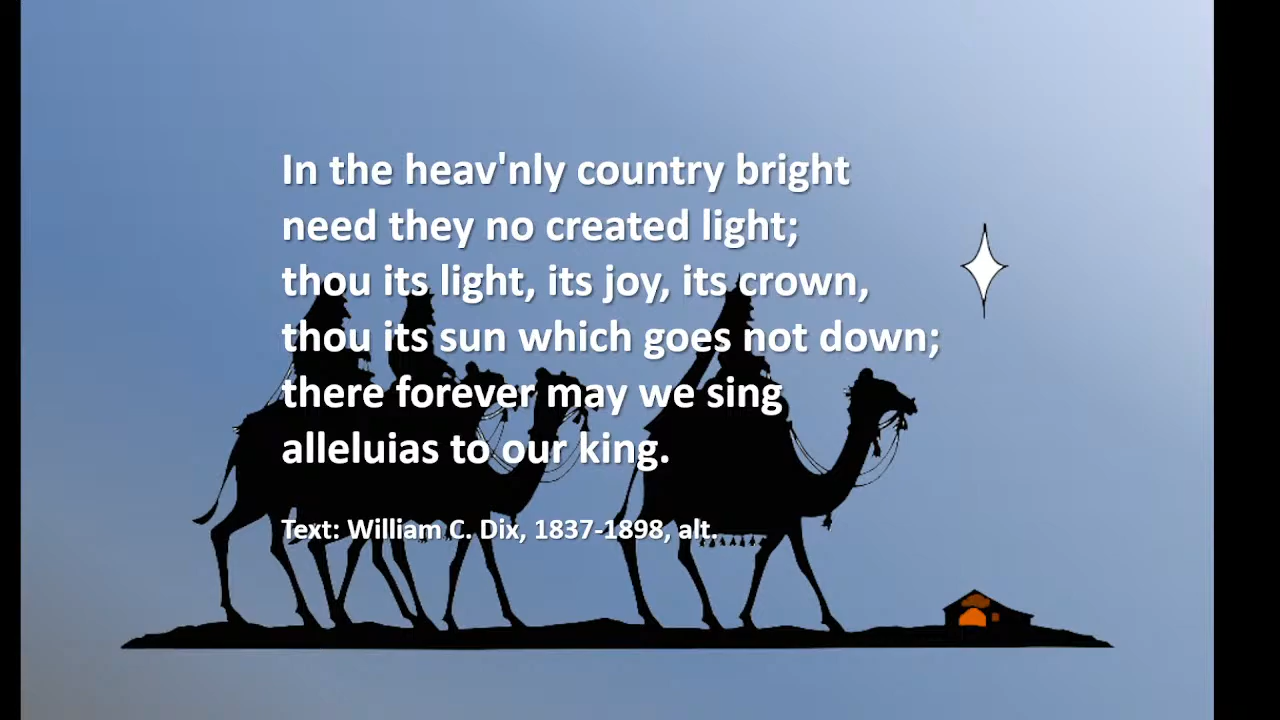 In the heav'nly country bright
need they no created light;
thou its light, its joy, its crown,
thou its sun which goes not down;
there forever may we sing
alleluias to our king.
Text: William C. Dix, 1837-1898, alt.